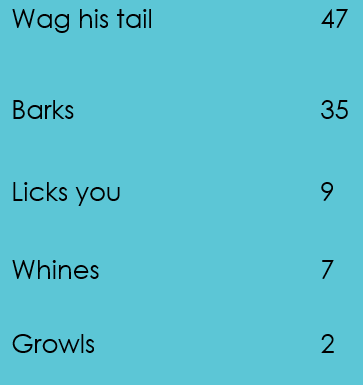 Wag his tail 47
Barks 35
Licks you 9
Whines 7
Growls 2